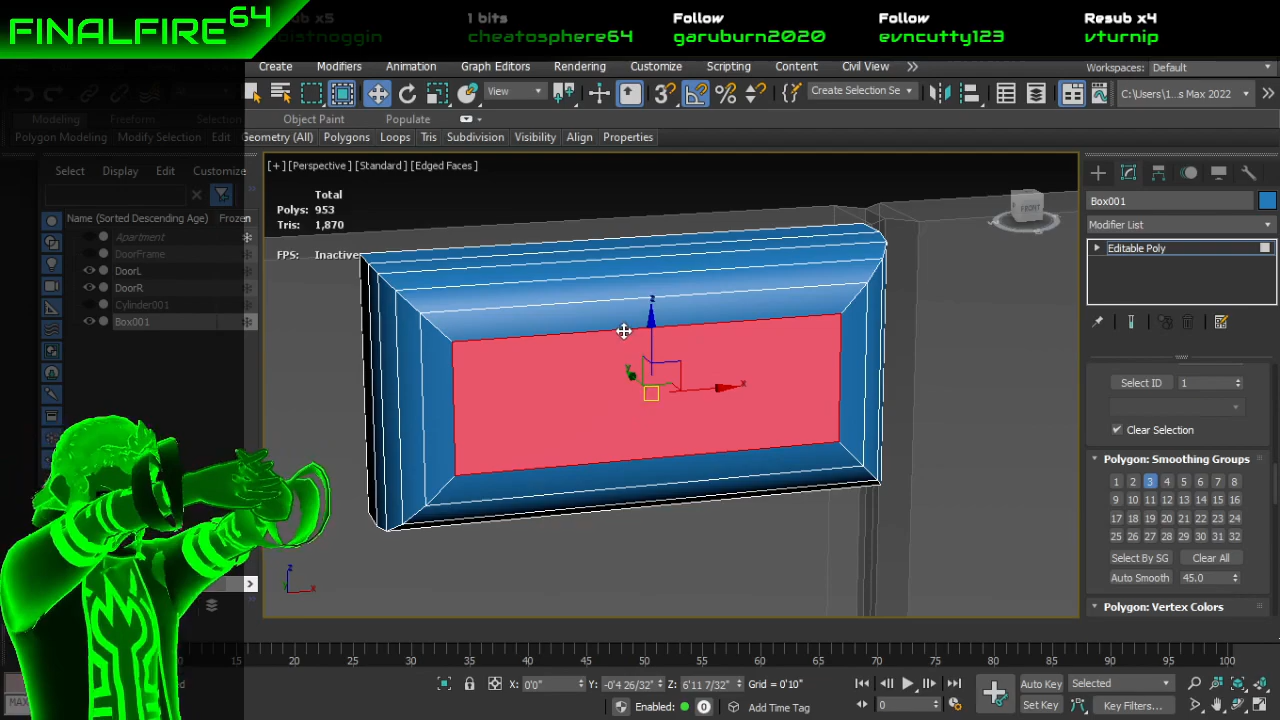 FINALFIRE64
Resub x5
1 bits
cheatosphere64
Follow
garuburn2020
Follow
evncutty123
Resub x4
vturnip
Create Modifiers Animation Graph Editors Rendering Customize Scripting Content Civil View
Workspaces: Default
View
Create Selection Se
C:\Users\1...s Max 2022
Modeling Freeform Selection Object Paint Populate
Polygon Modeling Modify Selection Edit Geometry (All) Polygons Loops Tris Subdivision Visibility Align Properties
Select Display Edit Customize
Name (Sorted Descending Age) Frozen
Apartment
DoorFrame
DoorL
DoorR
Cylinder001
Box001
[+] [Perspective] [Standard] [Edged Faces]
Total
Polys: 953
Tris: 1,870
FPS: Inactive
FRONT
z
y
x
z
x
Box001
Modifier List
Editable Poly
Select ID 1
Clear Selection
Polygon: Smoothing Groups
1 2 3 4 5 6 7 8
9 10 11 12 13 14 15 16
17 18 19 20 21 22 23 24
25 26 27 28 29 30 31 32
Select By SG Clear All
Auto Smooth 45.0
Polygon: Vertex Colors
15 20 25 30 35 40 45 50 55 60 65 70 75 80 85 90 95 100
X: 0'0" Y: -0'4 26/32" Z: 6'11 7/32" Grid = 0'10"
Auto Key Selected
Enabled: 0 Add Time Tag
0
Set Key Key Filters...